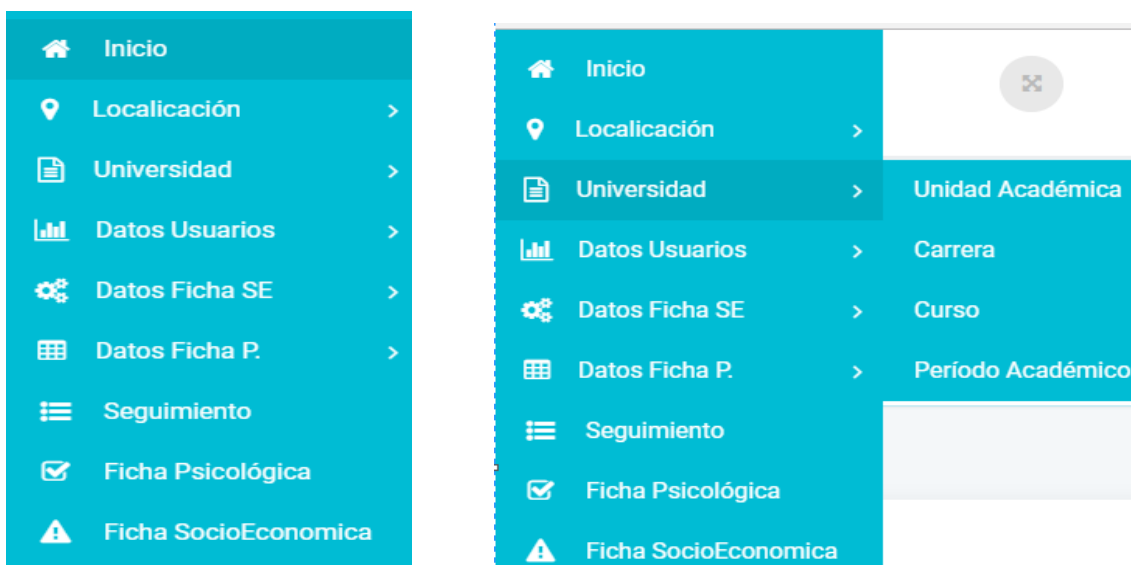 Inicio
Localicación
Universidad
Datos Usuarios
Datos Ficha SE
Datos Ficha P.
Seguimiento
Ficha Psicológica
Ficha SocioEconomica
Inicio
Localicación
Universidad
Datos Usuarios
Datos Ficha SE
Datos Ficha P.
Seguimiento
Ficha Psicológica
Ficha SocioEconomica
Unidad Académica
Carrera
Curso
Período Académico